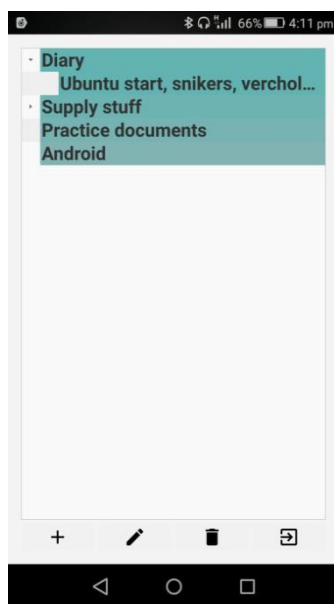 66% 4:11 pm
Diary
Ubuntu start, snikers, verchol...
Supply stuff
Practice documents
Android